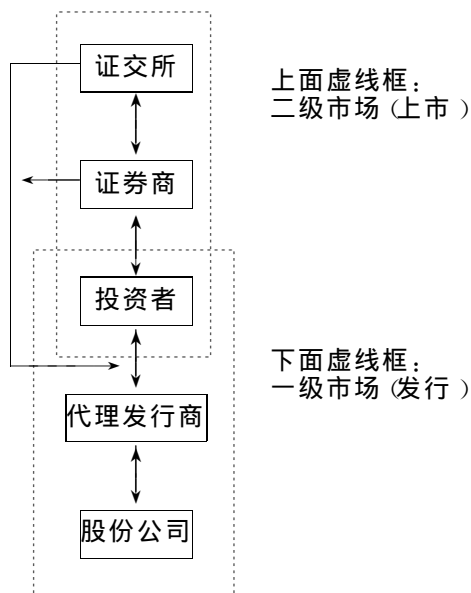 证交所
上面虚线框：
二级市场（上市）
证券商
投资者
下面虚线框：
一级市场（发行）
代理发行商
股份公司